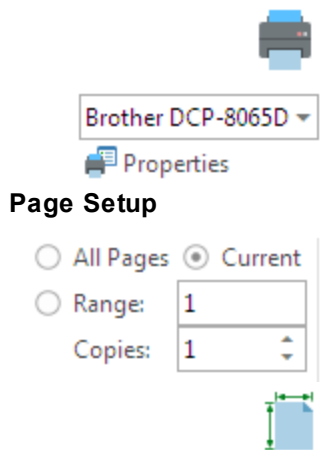 Brother DCP-8065D
Properties
Page Setup
All Pages Current
Range: 1
Copies: 1